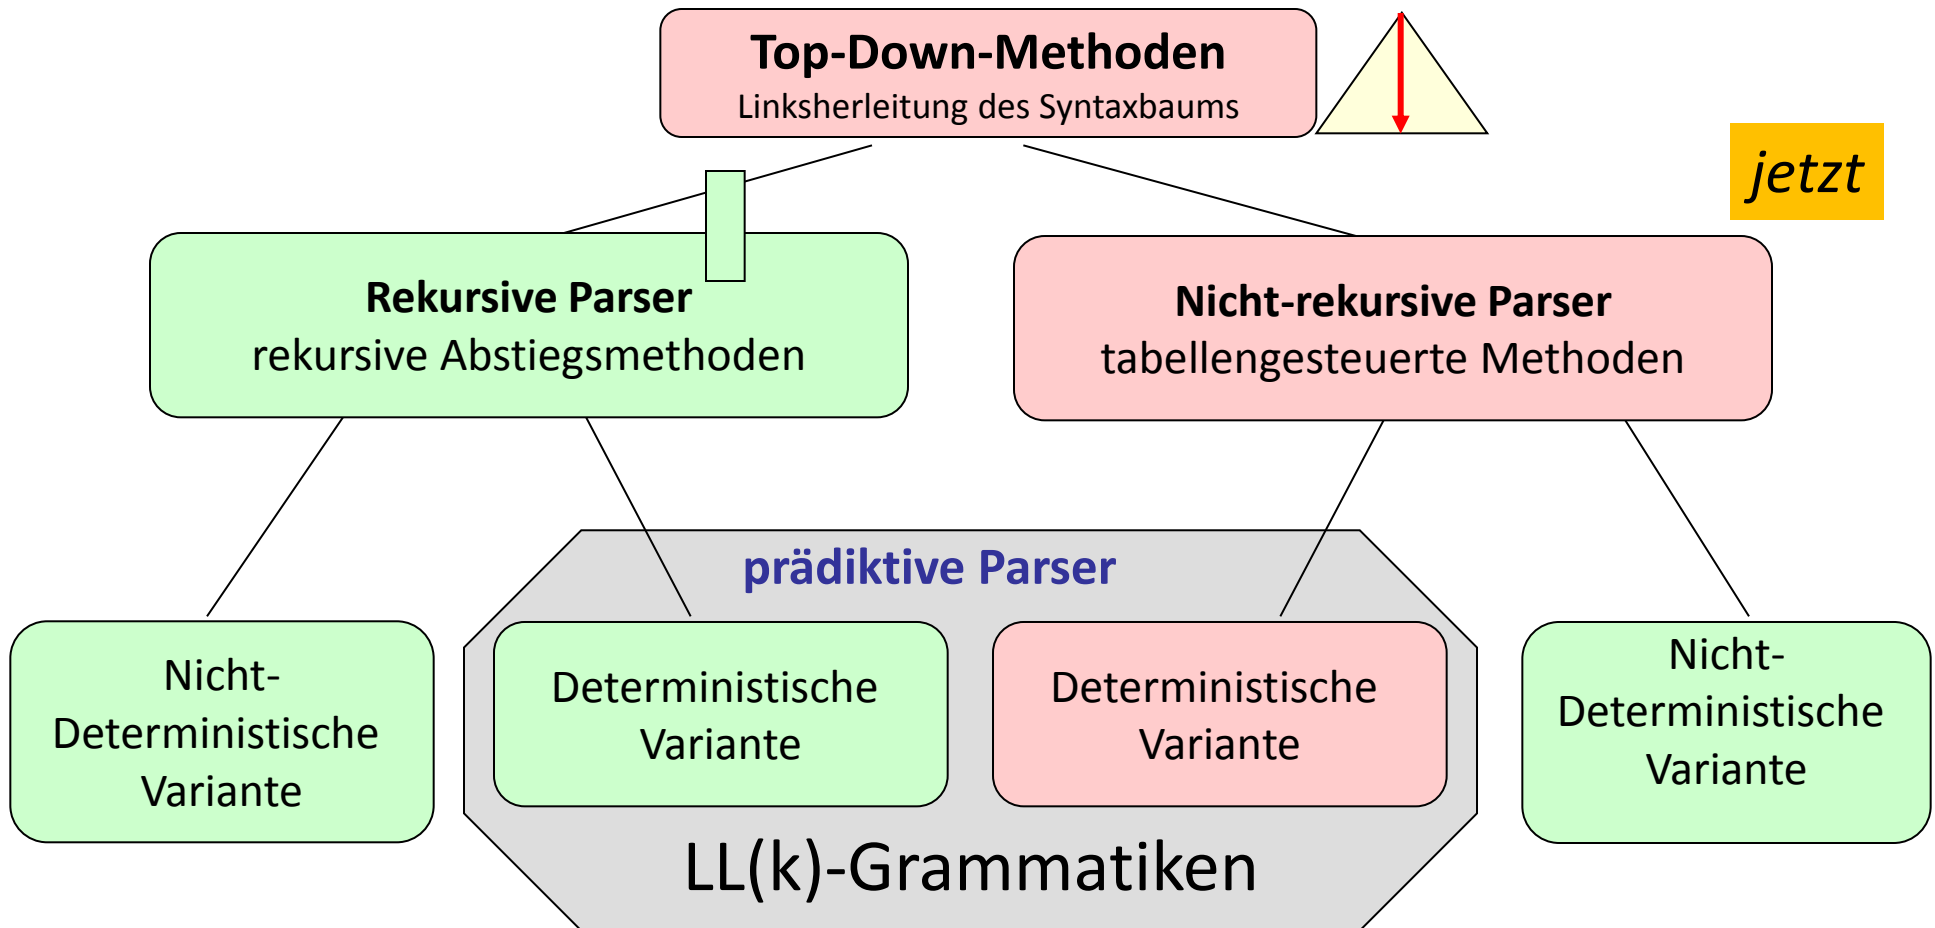 Top-Down-Methoden
Linksherleitung des Syntaxbaums
jetzt
Rekursive Parser
rekursive Abstiegsmethoden
Nicht-rekursive Parser
tabellengesteuerte Methoden
prädiktive Parser
Nicht-
Deterministische
Variante
Deterministische
Variante
Deterministische
Variante
Nicht-
Deterministische
Variante
LL(k)-Grammatiken